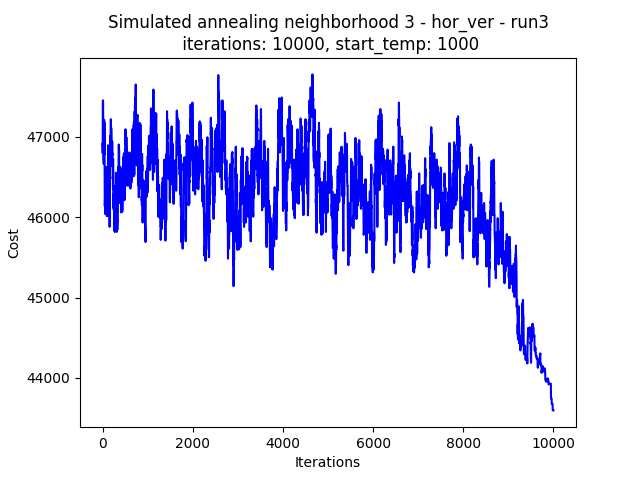 Simulated annealing neighborhood 3 - hor_ver - run3
iterations: 10000, start_temp: 1000
47000
46000
45000
44000
Cost
0 2000 4000 6000 8000 10000
Iterations